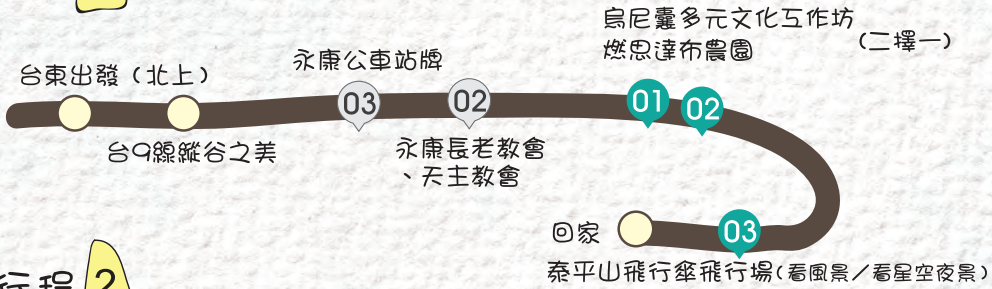 烏尼囊多元文化工作坊
燃思達布農園
(二擇一)
永康公車站牌
台東出發(北上)
03
02
01
02
台9線縱谷之美
永康長老教會
、天主教會
回家
03
泰平山飛行傘飛行場(看風景/看星空夜景)
行程2